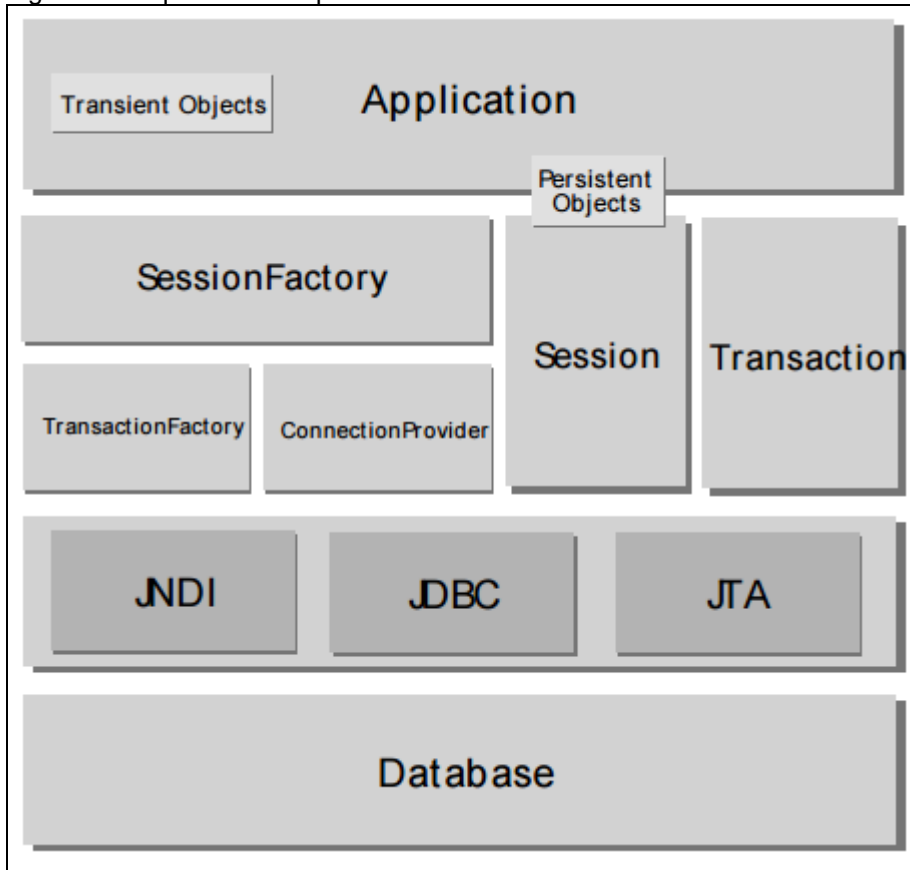 Transient Objects
Application
Persistent
Objects
SessionFactory
Session
Transaction
TransactionFactory
ConnectionProvider
JNDI
JDBC
JTA
Database